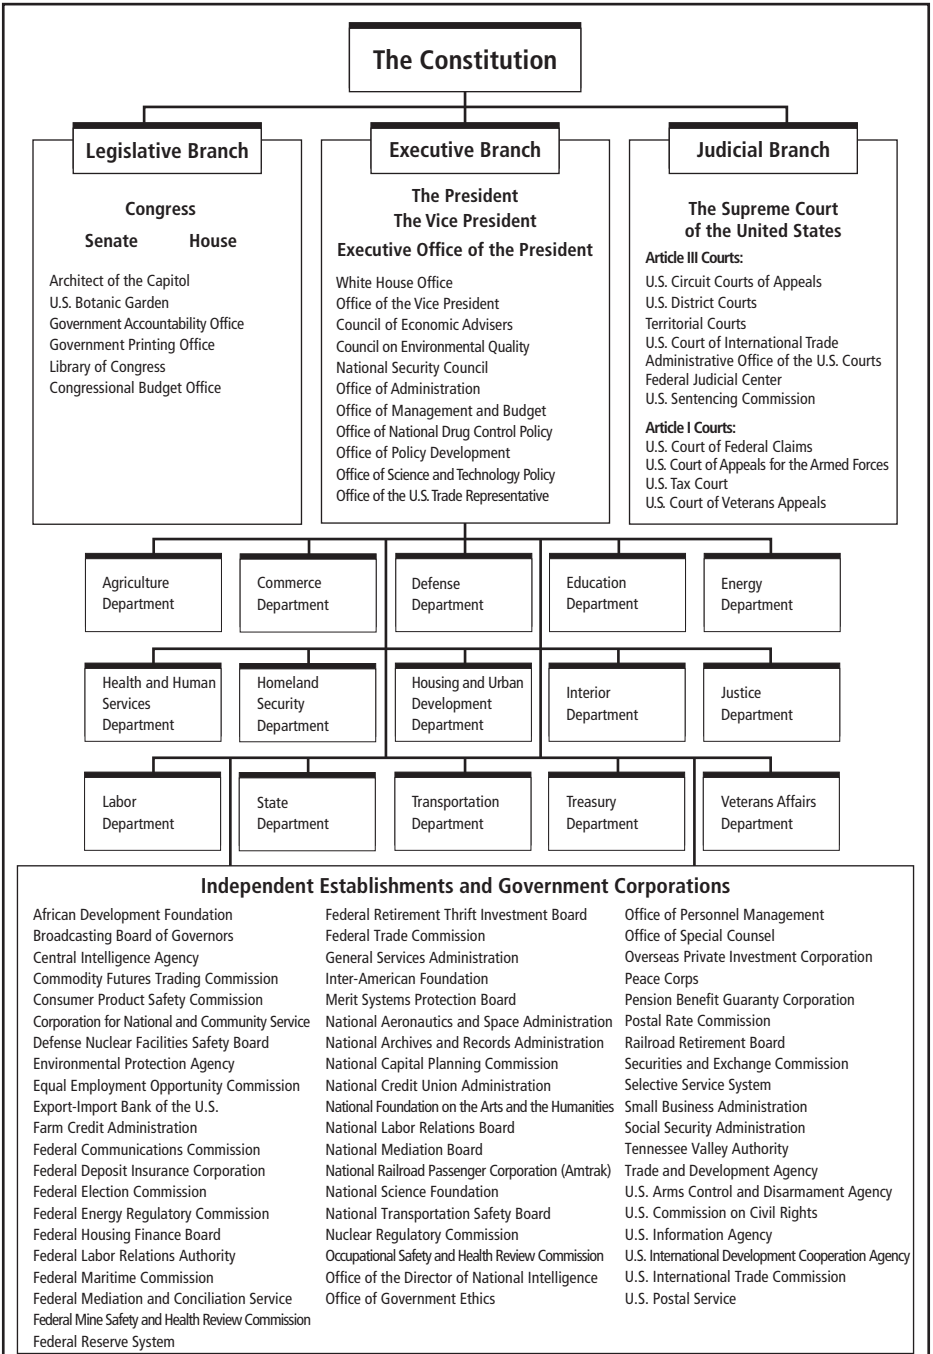 The Constitution
Legislative Branch
Congress
Senate House
Architect of the Capitol
U.S. Botanic Garden
Government Accountability Office
Government Printing Office
Library of Congress
Congressional Budget Office
Executive Branch
The President
The Vice President
Executive Office of the President
White House Office
Office of the Vice President
Council of Economic Advisers
Council on Environmental Quality
National Security Council
Office of Administration
Office of Management and Budget
Office of National Drug Control Policy
Office of Policy Development
Office of Science and Technology Policy
Office of the U.S. Trade Representative
Judicial Branch
The Supreme Court
of the United States
Article III Courts:
U.S. Circuit Courts of Appeals
U.S. District Courts
Territorial Courts
U.S. Court of International Trade
Administrative Office of the U.S. Courts
Federal Judicial Center
U.S. Sentencing Commission
Article I Courts:
U.S. Court of Federal Claims
U.S. Court of Appeals for the Armed Forces
U.S. Tax Court
U.S. Court of Veterans Appeals
Agriculture
Department
Commerce
Department
Defense
Department
Education
Department
Energy
Department
Health and Human
Services
Department
Homeland
Security
Department
Housing and Urban
Development
Department
Interior
Department
Justice
Department
Labor
Department
State
Department
Transportation
Department
Treasury
Department
Veterans Affairs
Department
Independent Establishments and Government Corporations
African Development Foundation
Broadcasting Board of Governors
Central Intelligence Agency
Commodity Futures Trading Commission
Consumer Product Safety Commission
Corporation for National and Community Service
Defense Nuclear Facilities Safety Board
Environmental Protection Agency
Equal Employment Opportunity Commission
Export-Import Bank of the U.S.
Farm Credit Administration
Federal Communications Commission
Federal Deposit Insurance Corporation
Federal Election Commission
Federal Energy Regulatory Commission
Federal Housing Finance Board
Federal Labor Relations Authority
Federal Maritime Commission
Federal Mediation and Conciliation Service
Federal Mine Safety and Health Review Commission
Federal Reserve System
Federal Retirement Thrift Investment Board
Federal Trade Commission
General Services Administration
Inter-American Foundation
Merit Systems Protection Board
National Aeronautics and Space Administration
National Archives and Records Administration
National Capital Planning Commission
National Credit Union Administration
National Foundation on the Arts and the Humanities
National Labor Relations Board
National Mediation Board
National Railroad Passenger Corporation (Amtrak)
National Science Foundation
National Transportation Safety Board
Nuclear Regulatory Commission
Occupational Safety and Health Review Commission
Office of the Director of National Intelligence
Office of Government Ethics
Office of Personnel Management
Office of Special Counsel
Overseas Private Investment Corporation
Peace Corps
Pension Benefit Guaranty Corporation
Postal Rate Commission
Railroad Retirement Board
Securities and Exchange Commission
Selective Service System
Small Business Administration
Social Security Administration
Tennessee Valley Authority
Trade and Development Agency
U.S. Arms Control and Disarmament Agency
U.S. Commission on Civil Rights
U.S. Information Agency
U.S. International Development Cooperation Agency
U.S. International Trade Commission
U.S. Postal Service